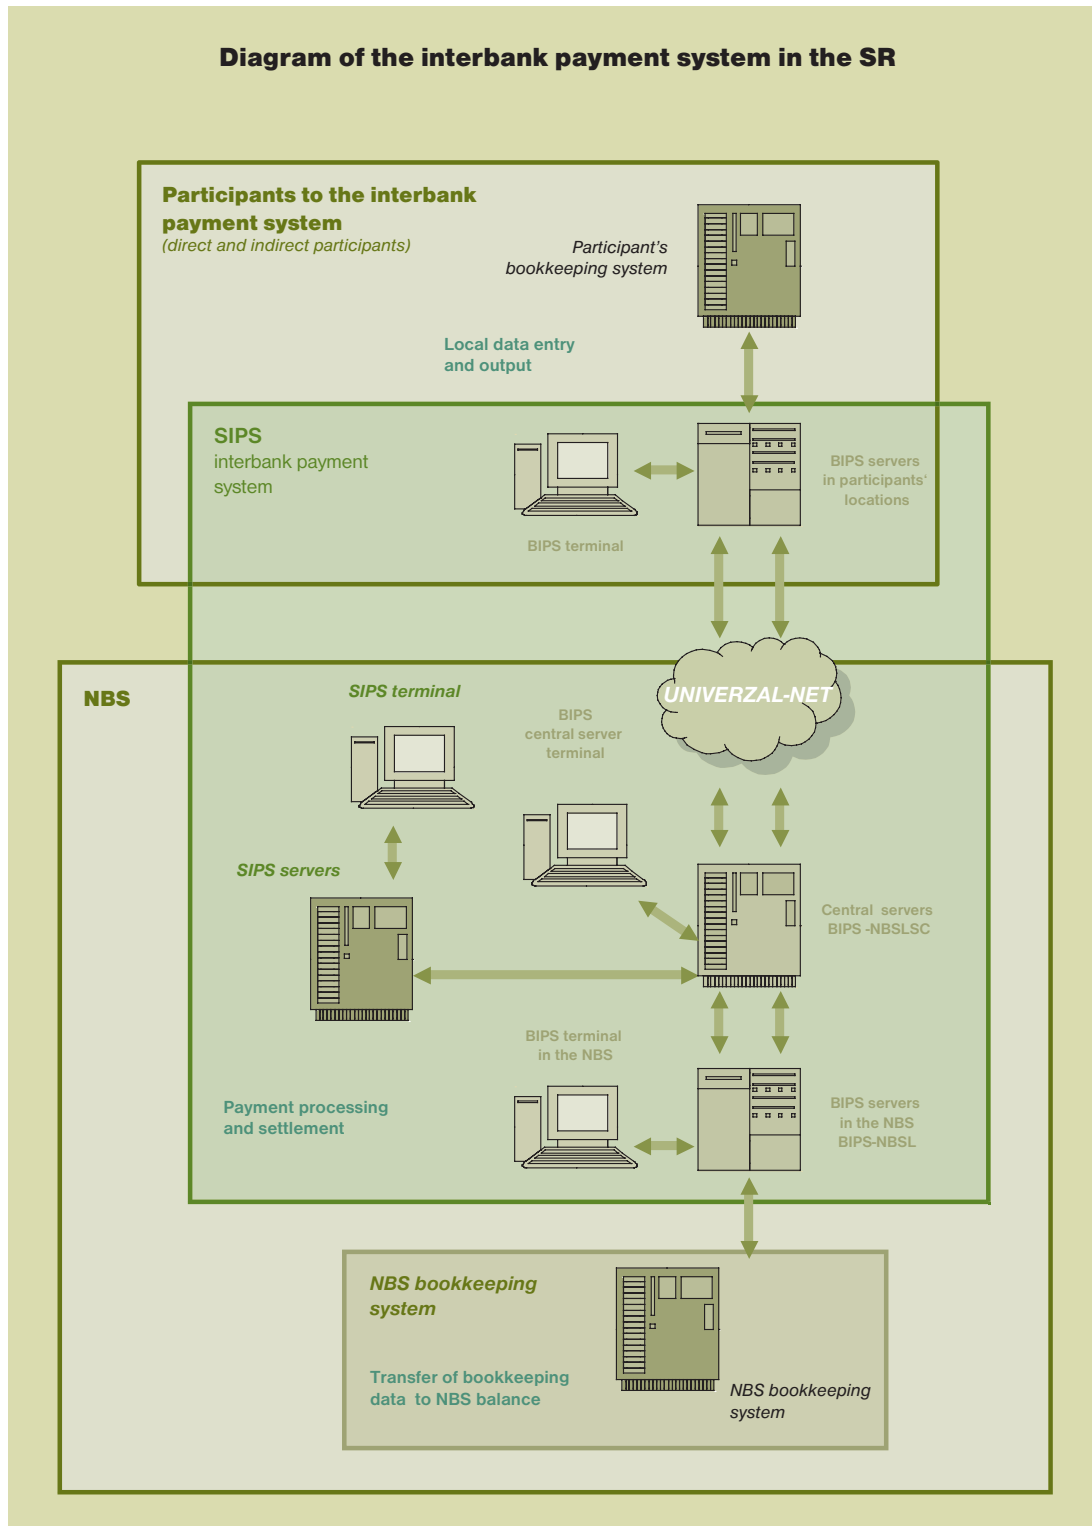 Diagram of the interbank payment system in the SR
Participants to the interbank
payment system
(direct and indirect participants)
Participant's
bookkeeping system
Local data entry
and output
SIPS
interbank payment
system
BIPS servers
in participants‘
locations
BIPS terminal
UNIVERZAL-NET
NBS
SIPS terminal
BIPS
central server
terminal
SIPS servers
Central servers
BIPS -NBSLSC
BIPS terminal
in the NBS
Payment processing
and settlement
BIPS servers
in the NBS
BIPS-NBSL
NBS bookkeeping
system
Transfer of bookkeeping
data to NBS balance
NBS bookkeeping
system